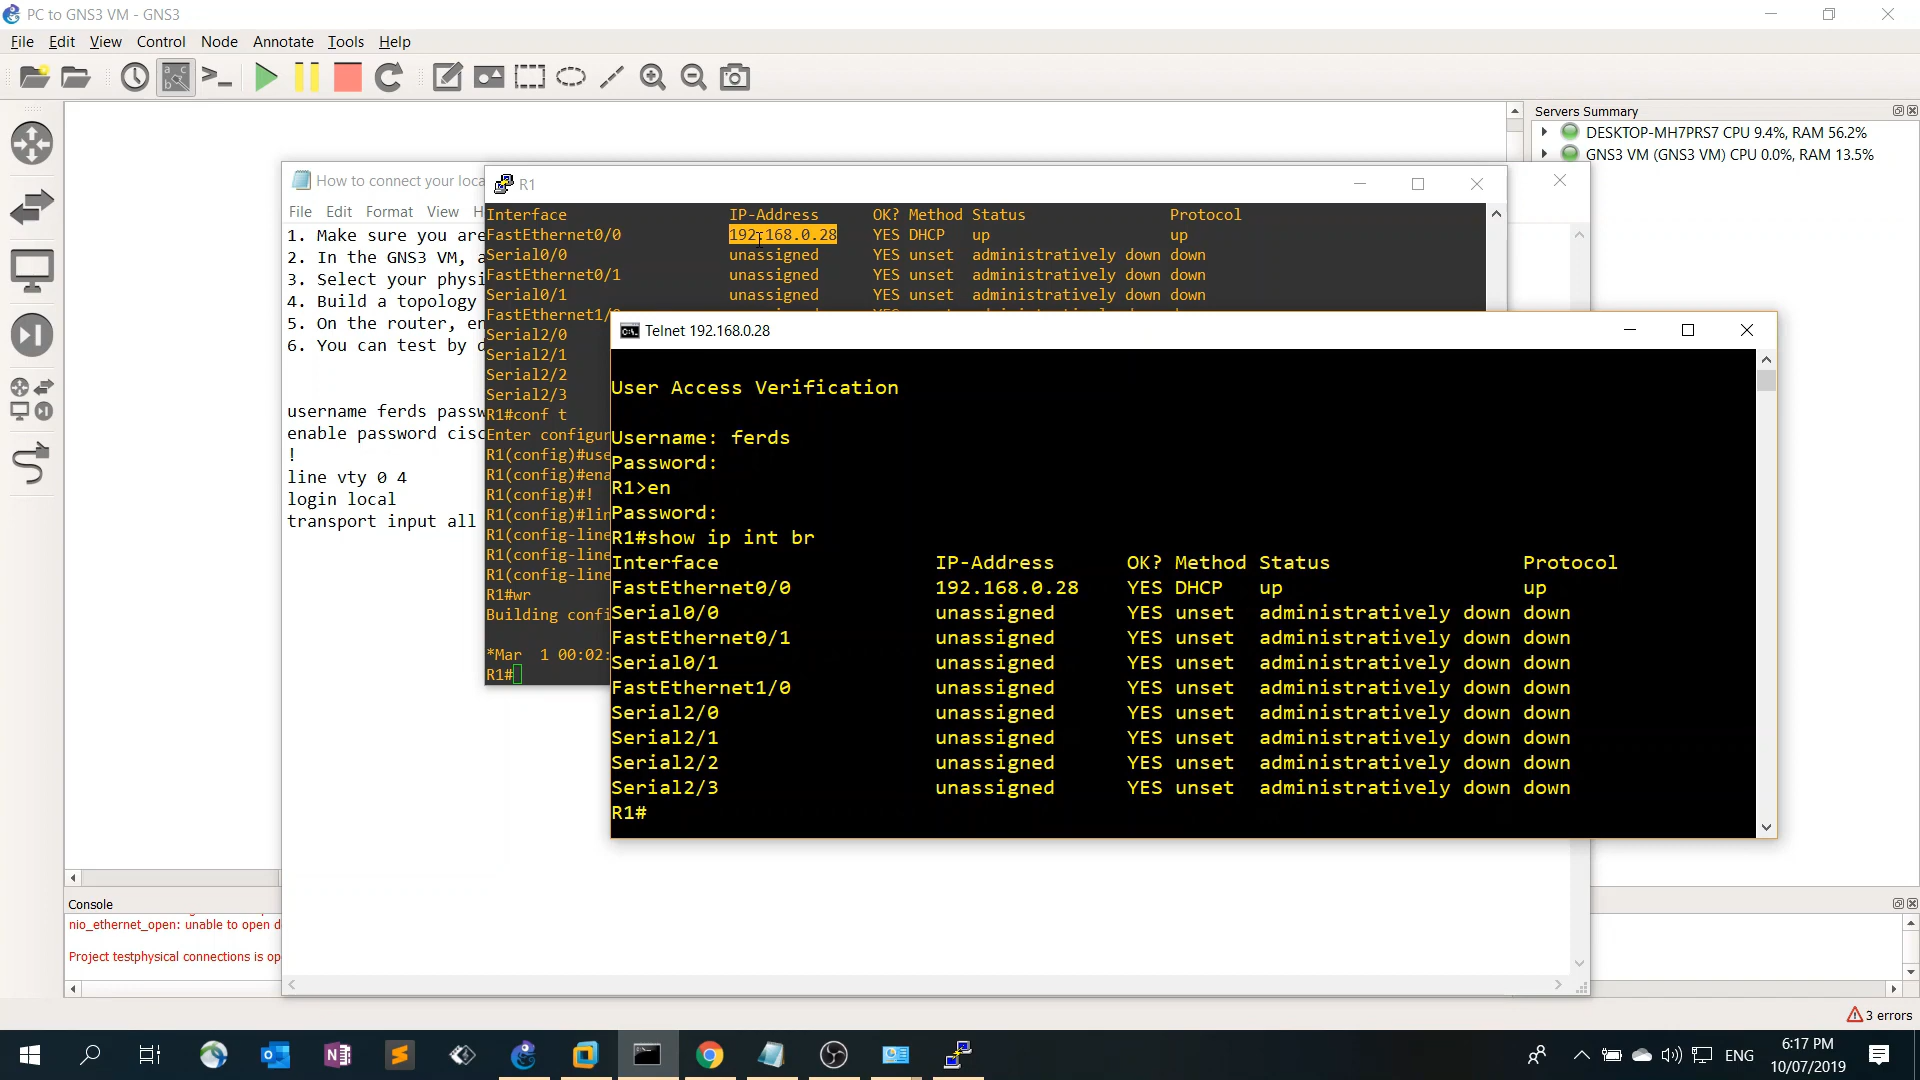 PC to GNS3 VM - GNS3
File Edit View Control Node Annotate Tools Help
Servers Summary
DESKTOP-MH7PRS7 CPU 9.4%, RAM 56.2%
GNS3 VM (GNS3 VM) CPU 0.0%, RAM 13.5%
How to connect your loca
File Edit Format View H
1. Make sure you are
2. In the GNS3 VM, a
3. Select your physi
4. Build a topology
5. On the router, en
6. You can test by d
username ferds passw
enable password cisc
!
line vty 0 4
login local
transport input all
R1
Interface IP-Address OK? Method Status Protocol
FastEthernet0/0 192.168.0.28 YES DHCP up up
Serial0/0 unassigned YES unset administratively down down
FastEthernet0/1 unassigned YES unset administratively down down
Serial0/1 unassigned YES unset administratively down down
FastEthernet1/
Serial2/0
Serial2/1
Serial2/2
Serial2/3
R1#conf t
Enter configur
R1(config)#use
R1(config)#ena
R1(config)#!
R1(config)#lin
R1(config-line
R1(config-line
R1(config-line
R1#wr
Building confi
*Mar 1 00:02:
R1#
Telnet 192.168.0.28
User Access Verification
Username: ferds
Password:
R1>en
Password:
R1#show ip int br
Interface IP-Address OK? Method Status Protocol
FastEthernet0/0 192.168.0.28 YES DHCP up up
Serial0/0 unassigned YES unset administratively down down
FastEthernet0/1 unassigned YES unset administratively down down
Serial0/1 unassigned YES unset administratively down down
FastEthernet1/0 unassigned YES unset administratively down down
Serial2/0 unassigned YES unset administratively down down
Serial2/1 unassigned YES unset administratively down down
Serial2/2 unassigned YES unset administratively down down
Serial2/3 unassigned YES unset administratively down down
R1#
Console
nio_ethernet_open: unable to open d
Project testphysical connections is op
3 errors
ENG
6:17 PM
10/07/2019